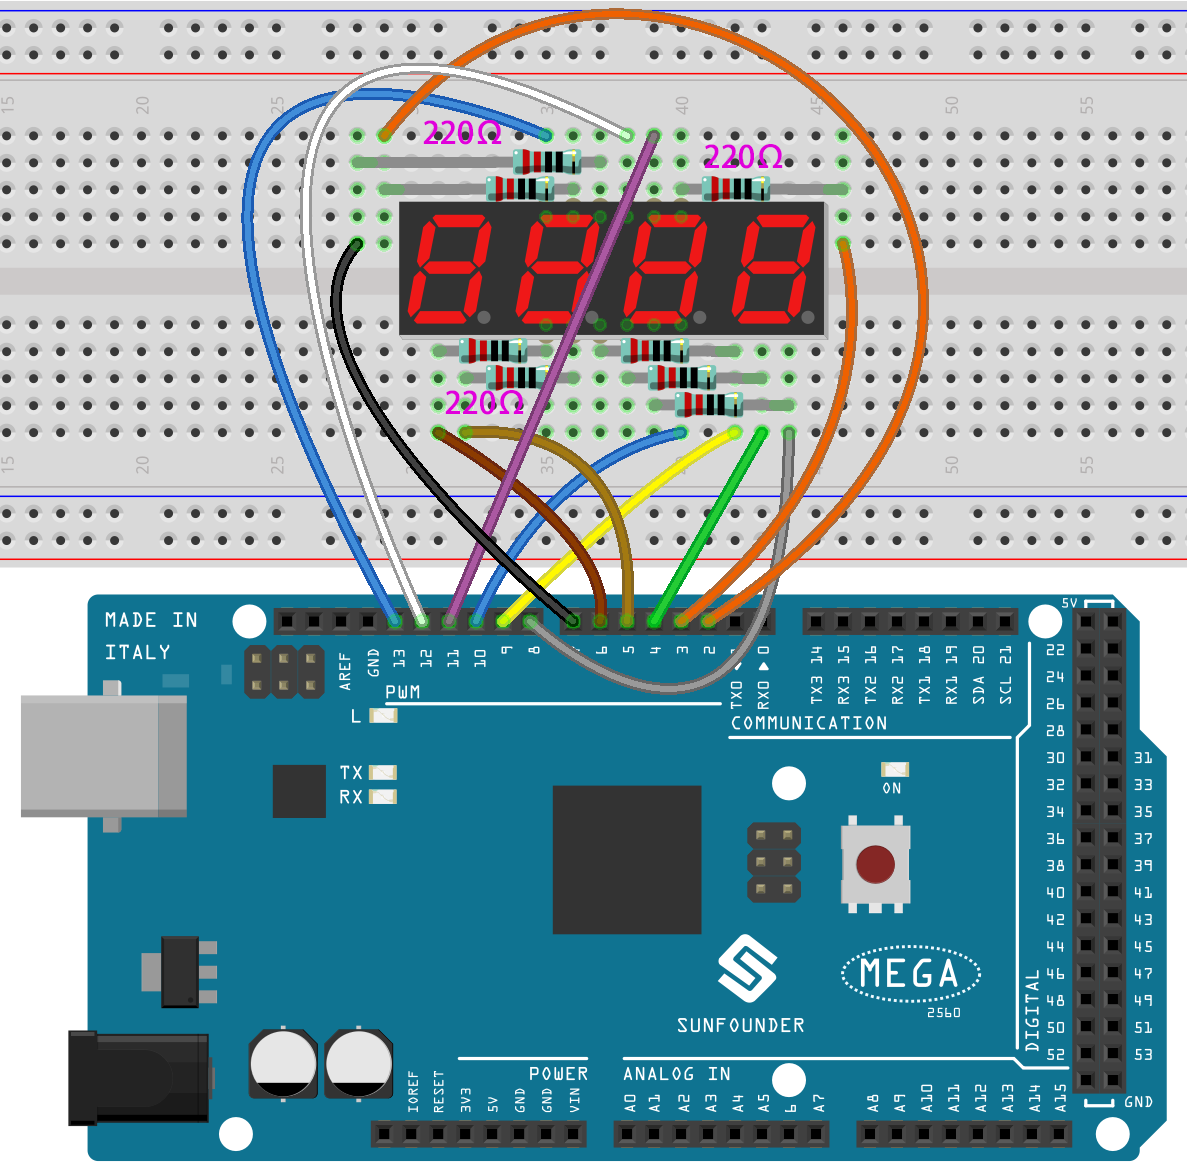 15 20 25 35 40 45 50 55
220Ω
220Ω
220Ω
15 20 25 35 40 45 50 55
MADE IN
ITALY
5V
AREF
GND
13
12
11
10
9
8
6
5
4
3
2
TX0
RX0 ▶ 0
TX3 14
RX3 15
TX2 16
RX2 17
TX1 18
RX1 19
SDA 20
SCL 21
PWM
COMMUNICATION
L
TX
RX
ON
22
24
26
28
30 31
32 33
34 35
36 37
38 39
40 41
42 43
44 45
46 47
48 49
50 51
52 53
DIGITAL
GND
MEGA
2560
SUNFOUNDER
POWER
ANALOG IN
IOREF
RESET
3V3
5V
GND
GND
VIN
A0
A1
A2
A3
A4
A5
6
A7
A8
A9
A10
A11
A12
A13
A14
A15